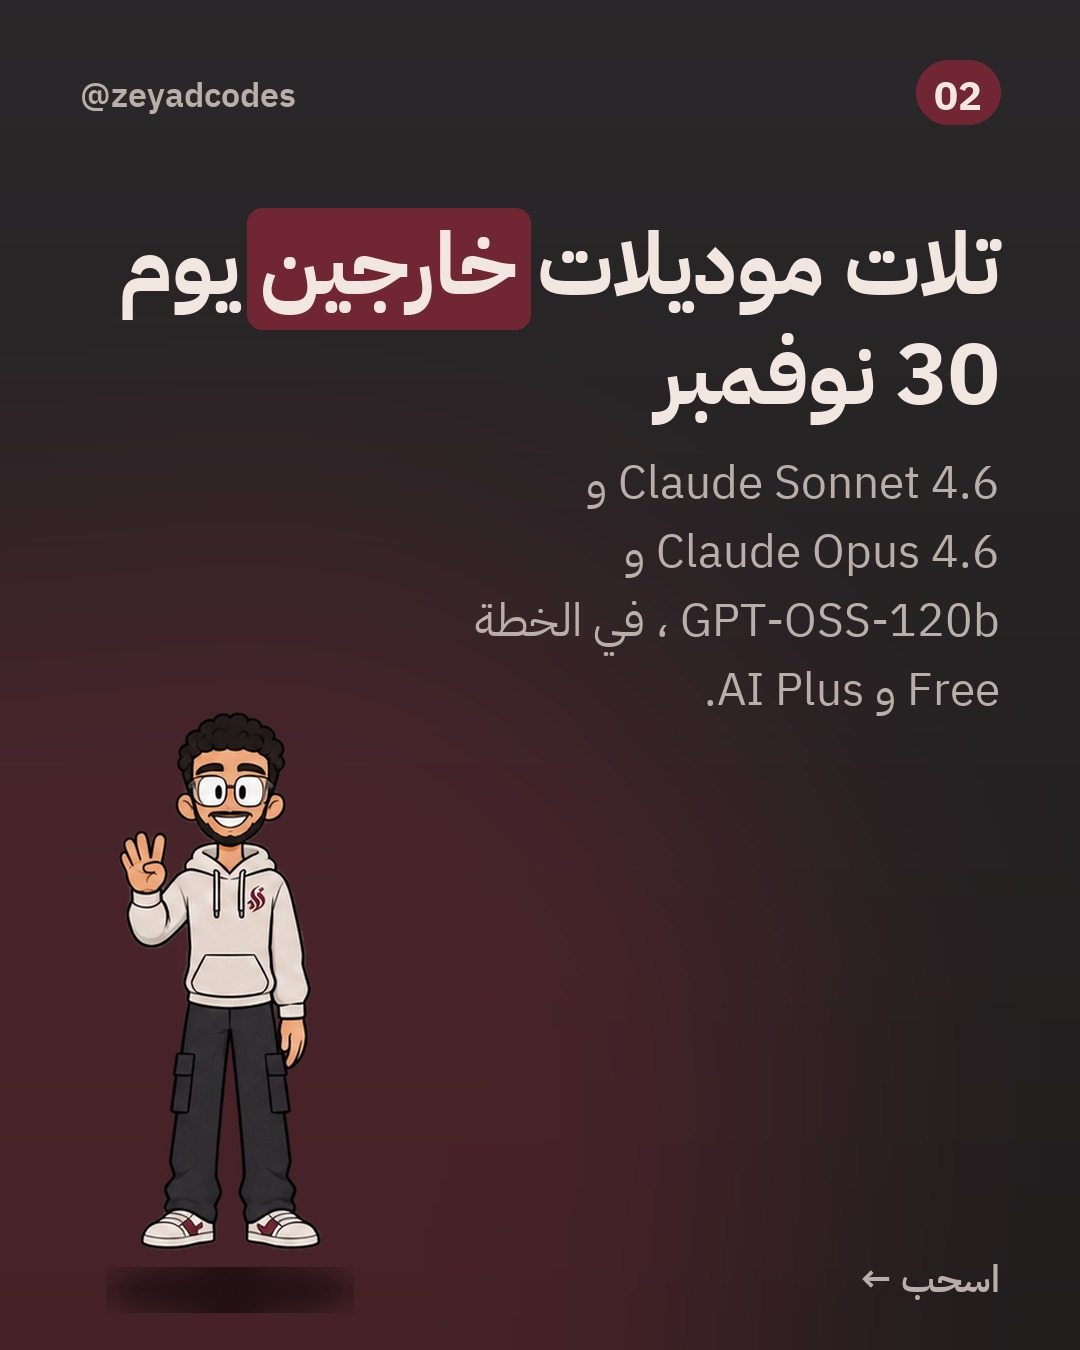 @zeyadcodes
02
تلات موديلات خارجين يوم
30 نوفمبر
Claude Sonnet 4.6 و
Claude Opus 4.6 و
GPT-OSS-120b ، في الخطة
Free و AI Plus.
اسحب ←